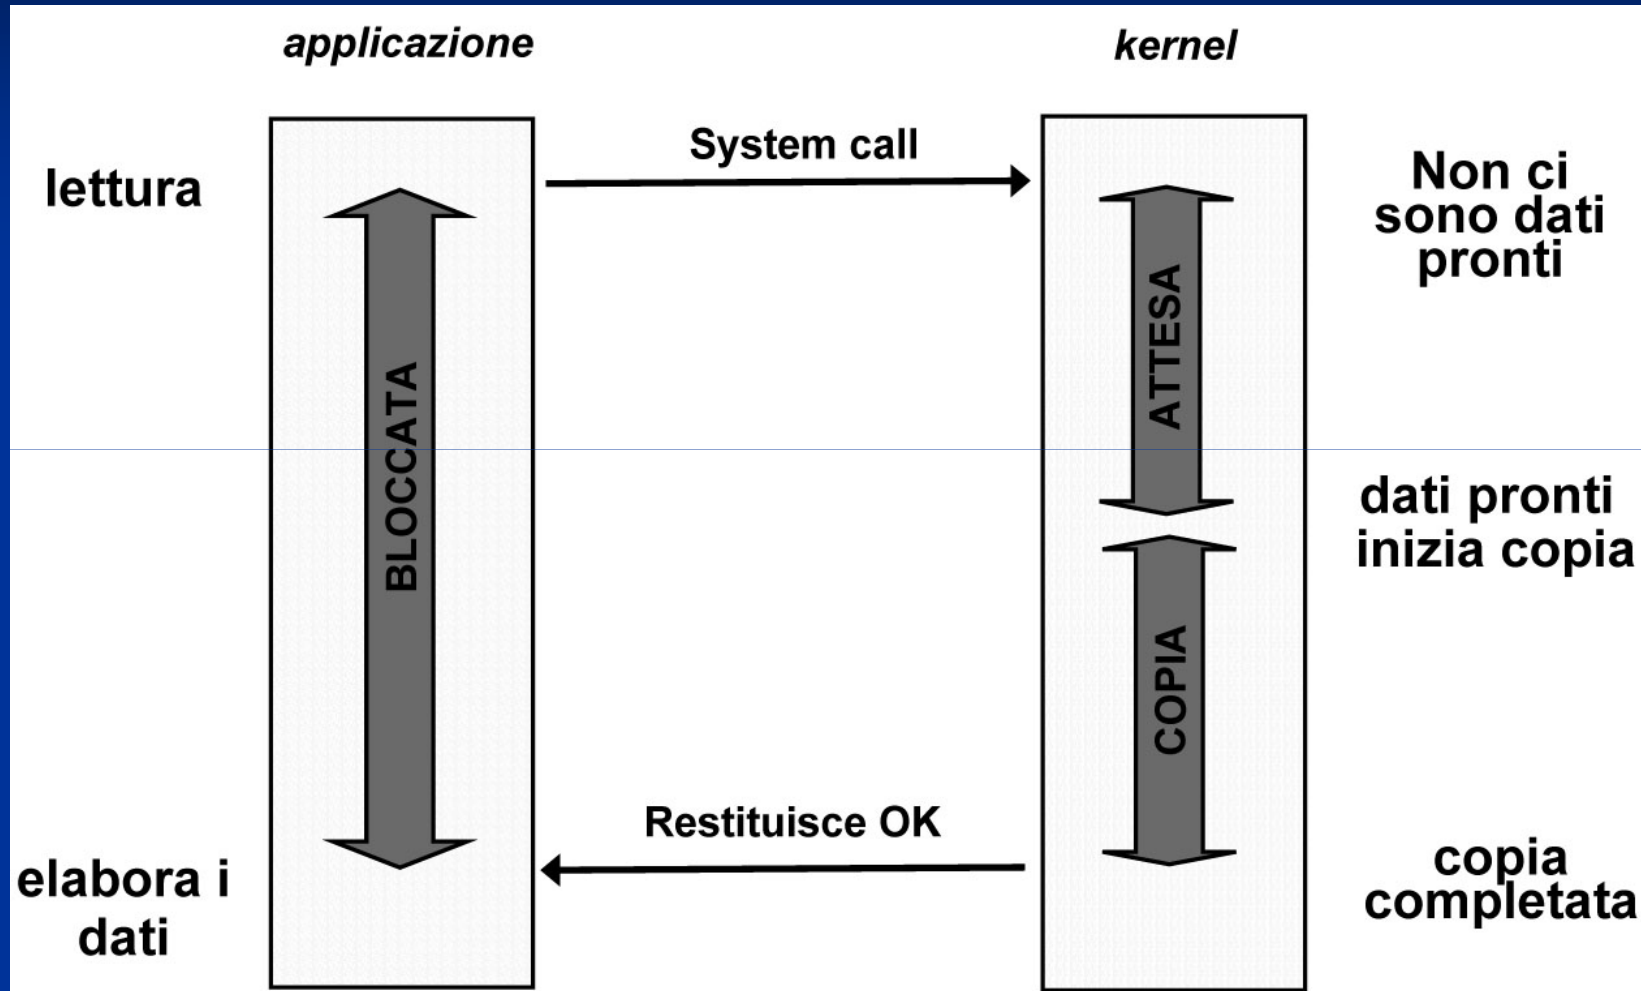 applicazione
kernel
lettura
System call
Non ci
sono dati
pronti
BLOCCATA
ATTESA
dati pronti
inizia copia
COPIA
Restituisce OK
elabora i
dati
copia
completata